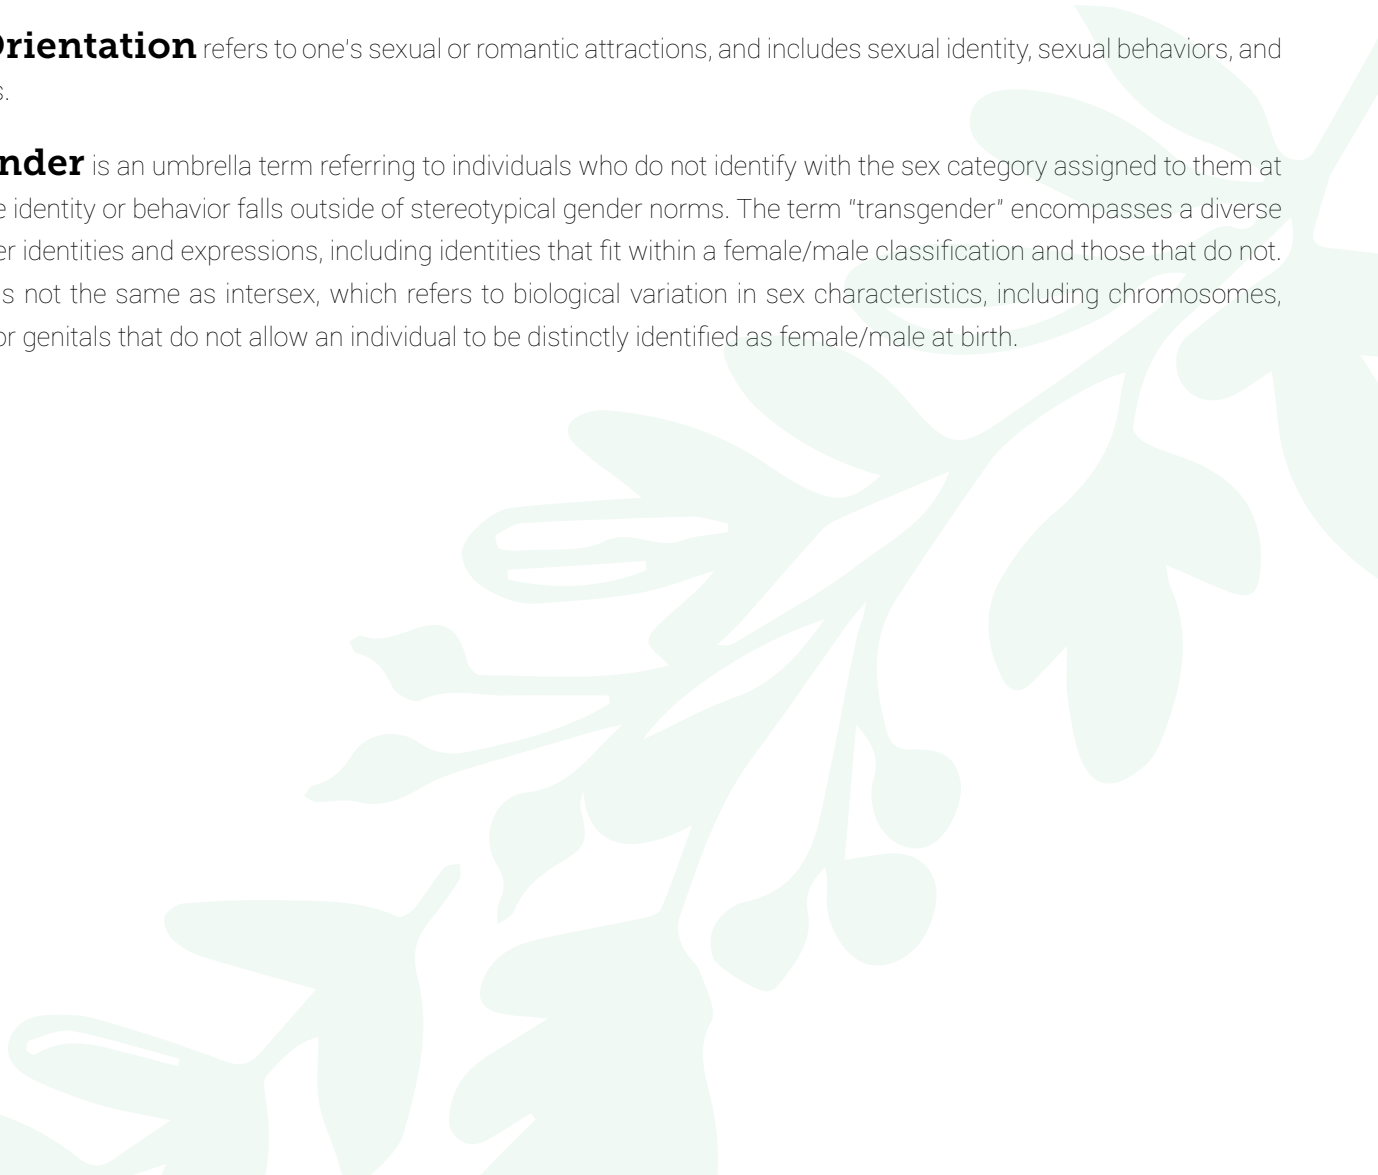 Orientation refers to one's sexual or romantic attractions, and includes sexual identity, sexual behaviors, and
s.
nder is an umbrella term referring to individuals who do not identify with the sex category assigned to them at
e identity or behavior falls outside of stereotypical gender norms. The term “transgender” encompasses a diverse
er identities and expressions, including identities that fit within a female/male classification and those that do not.
s not the same as intersex, which refers to biological variation in sex characteristics, including chromosomes,
or genitals that do not allow an individual to be distinctly identified as female/male at birth.